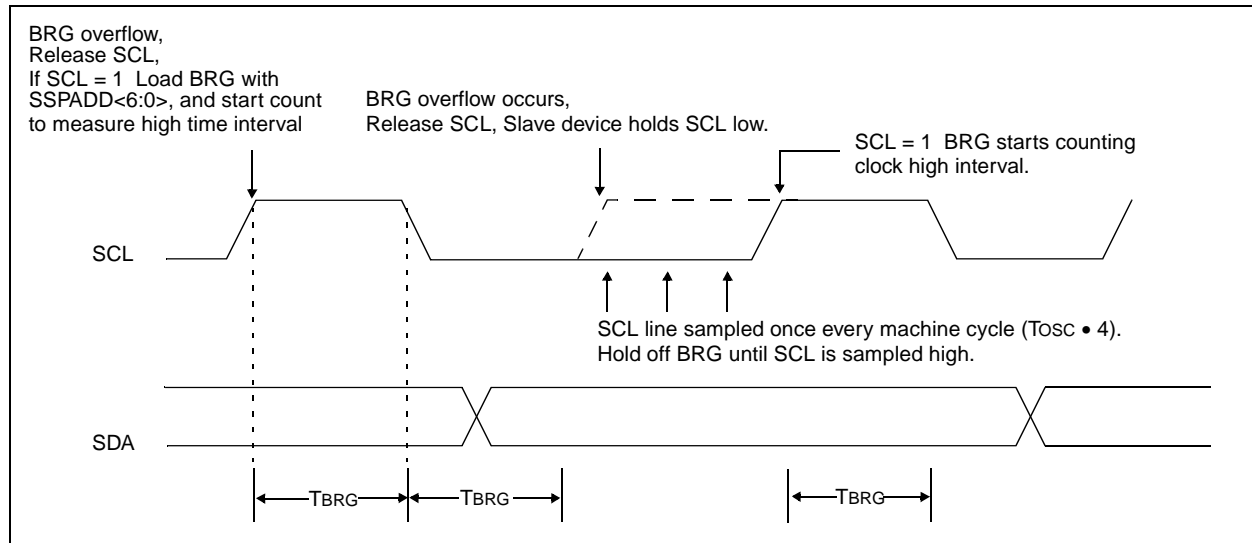 BRG overflow,
Release SCL,
If SCL = 1 Load BRG with
SSPADD<6:0>, and start count
to measure high time interval
BRG overflow occurs,
Release SCL, Slave device holds SCL low.
SCL = 1 BRG starts counting
clock high interval.
SCL
SCL line sampled once every machine cycle (TOSC • 4).
Hold off BRG until SCL is sampled high.
SDA
TBRG
TBRG
TBRG